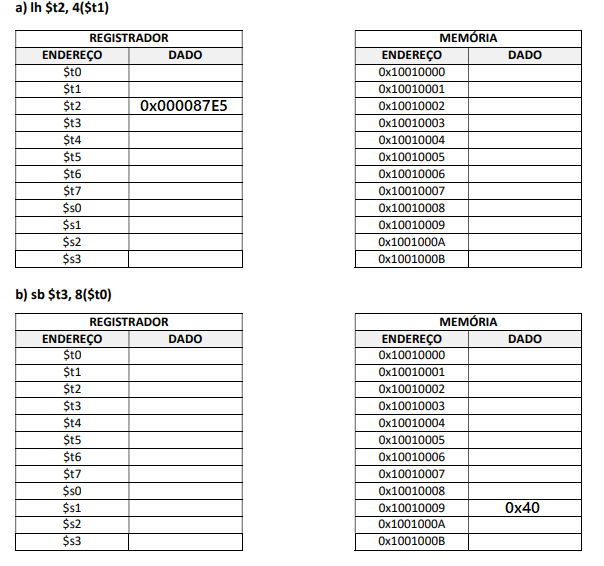 a) lh $t2, 4($t1)
REGISTRADOR MEMÓRIA
ENDEREÇO DADO ENDEREÇO DADO
$t0 0x10010000
$t1 0x10010001
$t2 0x000087E5 0x10010002
$t3 0x10010003
$t4 0x10010004
$t5 0x10010005
$t6 0x10010006
$t7 0x10010007
$s0 0x10010008
$s1 0x10010009
$s2 0x1001000A
$s3 0x1001000B
b) sb $t3, 8($t0)
REGISTRADOR MEMÓRIA
ENDEREÇO DADO ENDEREÇO DADO
$t0 0x10010000
$t1 0x10010001
$t2 0x10010002
$t3 0x10010003
$t4 0x10010004
$t5 0x10010005
$t6 0x10010006
$t7 0x10010007
$s0 0x10010008
$s1 0x10010009 0x40
$s2 0x1001000A
$s3 0x1001000B